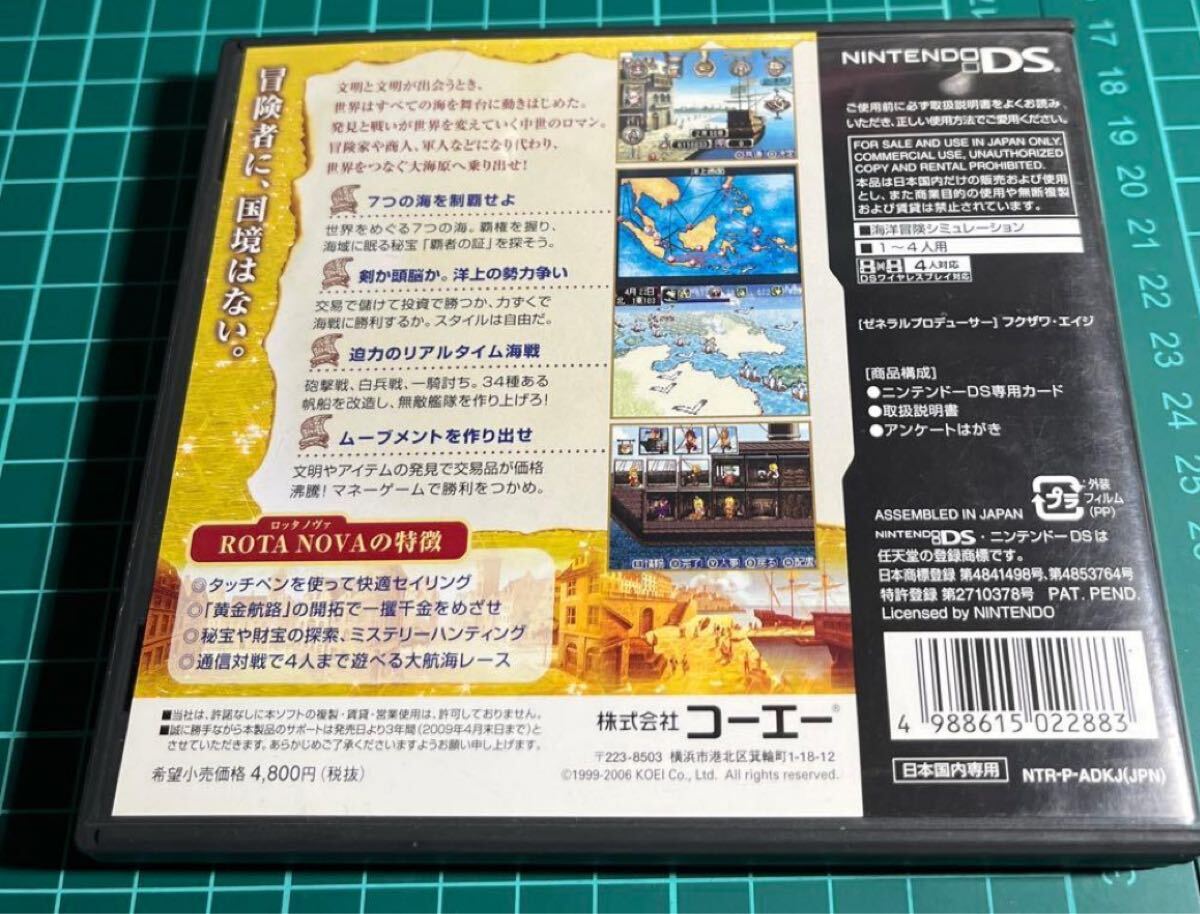 冒険者に、国境はない。
文明と文明が出会うとき、
世界はすべての海を舞台に動きはじめた。
発見と戦いが世界を変えていく中世のロマン。
冒険家や商人、軍人などになり代わり、
世界をつなぐ大海原へ乗り出せ!
7つの海を制覇せよ
世界をめぐる7つの海。覇権を握り、
海域に眠る秘宝「覇者の証」を探そう。
剣か頭脳か。洋上の勢力争い
交易で儲けて投資で勝つか、力ずくで
海戦に勝利するか。スタイルは自由だ。
迫力のリアルタイム海戦
砲撃戦、白兵戦、一騎討ち。34種ある
帆船を改造し、無敵艦隊を作り上げろ!
ムーブメントを作り出せ
文明やアイテムの発見で交易品が価格
沸騰!マネーゲームで勝利をつかめ。
ロッタノヴァ
ROTA NOVAの特徴
◎タッチペンを使って快適セイリング
◎「黄金航路」の開拓で一攫千金をめざせ
◎秘宝や財宝の探索、ミステリーハンティング
◎通信対戦で4人まで遊べる大航海レース
■当社は、許諾なしに本ソフトの複製・賃貸・営業使用は、許可しておりません。
■誠に勝手ながら本製品のサポートは発売日より3年間(2009年4月末日まで)と
させていただきます。あらかじめご了承くださいますようお願い申し上げます。
希望小売価格 4,800円(税抜)
株式会社 コーエー®
〒223-8503 横浜市港北区箕輪町1-18-12
©1999-2006 KOEI Co., Ltd. All rights reserved.
NINTENDO DS
ご使用前に必ず取扱説明書をよくお読み
いただき、正しい使用方法でご愛用ください。
FOR SALE AND USE IN JAPAN ONLY.
COMMERCIAL USE, UNAUTHORIZED
COPY AND RENTAL PROHIBITED.
本品は日本国内だけの販売および使用
とし、また商業目的の使用や無断複製
および賃貸は禁止されています。
■海洋冒険シミュレーション
■1〜4人用
4人対応
DSワイヤレスプレイ対応
[ゼネラルプロデューサー] フクザワ・エイジ
[商品構成]
●ニンテンドーDS専用カード
●取扱説明書
●アンケートはがき
ASSEMBLED IN JAPAN
プラ
:外装
フィルム
(PP)
NINTENDO DS・ニンテンドーDSは
任天堂の登録商標です。
日本商標登録 第4841498号、第4853764号
特許登録 第2710378号 PAT. PEND.
Licensed by NINTENDO
4 988615 022883
日本国内専用
NTR-P-ADKJ(JPN)
17
18
19
20
21
22
23
24
25